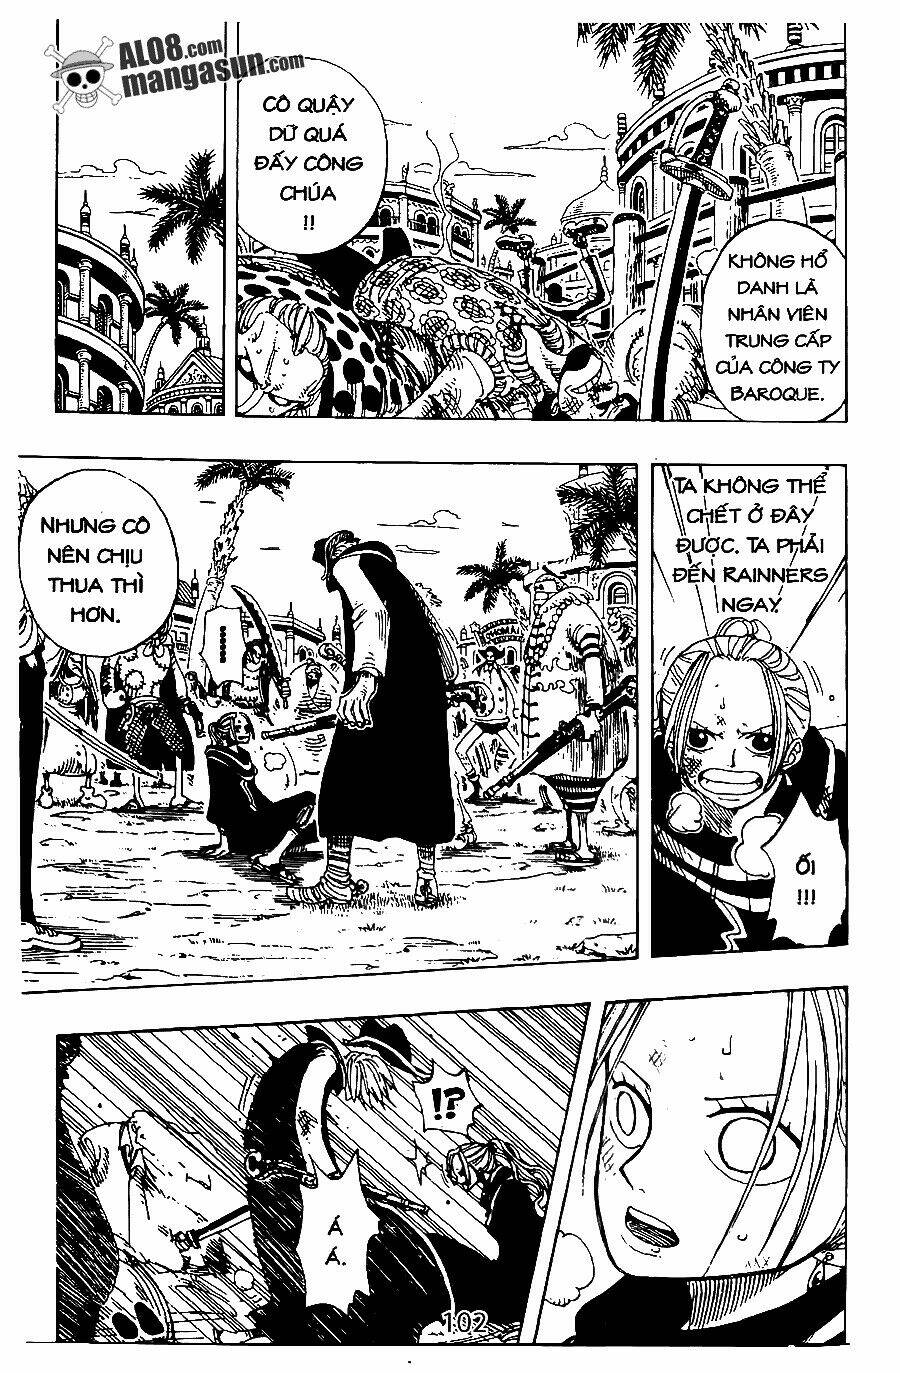 AL08.com
mangasun.com
KHÔNG HỔ
DANH LÀ
NHÂN VIÊN
TRUNG CẤP
CỦA CÔNG TY
BAROQUE.
CÔ QUẬY
DỮ QUÁ
ĐẤY CÔNG
CHÚA
!!
TA KHÔNG THỂ
CHẾT Ở ĐÂY
ĐƯỢC. TA PHẢI
ĐẾN RAINNERS
NGAY
ỐI
!!!
NHƯNG CÔ
NÊN CHỊU
THUA THÌ
HƠN.
!?
Á
Á.
102